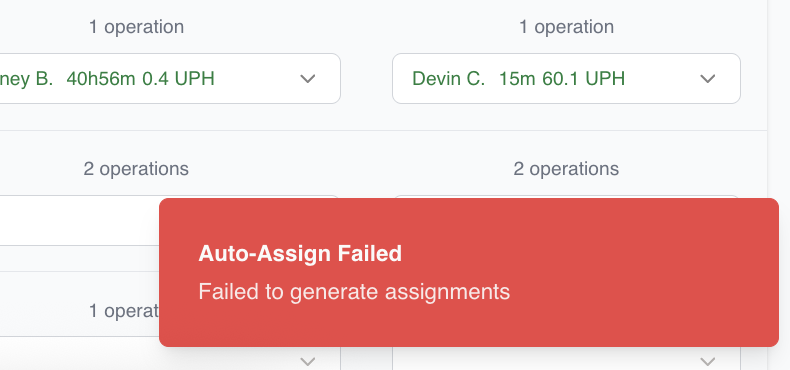 1 operation
1 operation
ney B. 40h56m 0.4 UPH
Devin C. 15m 60.1 UPH
2 operations
2 operations
Auto-Assign Failed
Failed to generate assignments
1 operat